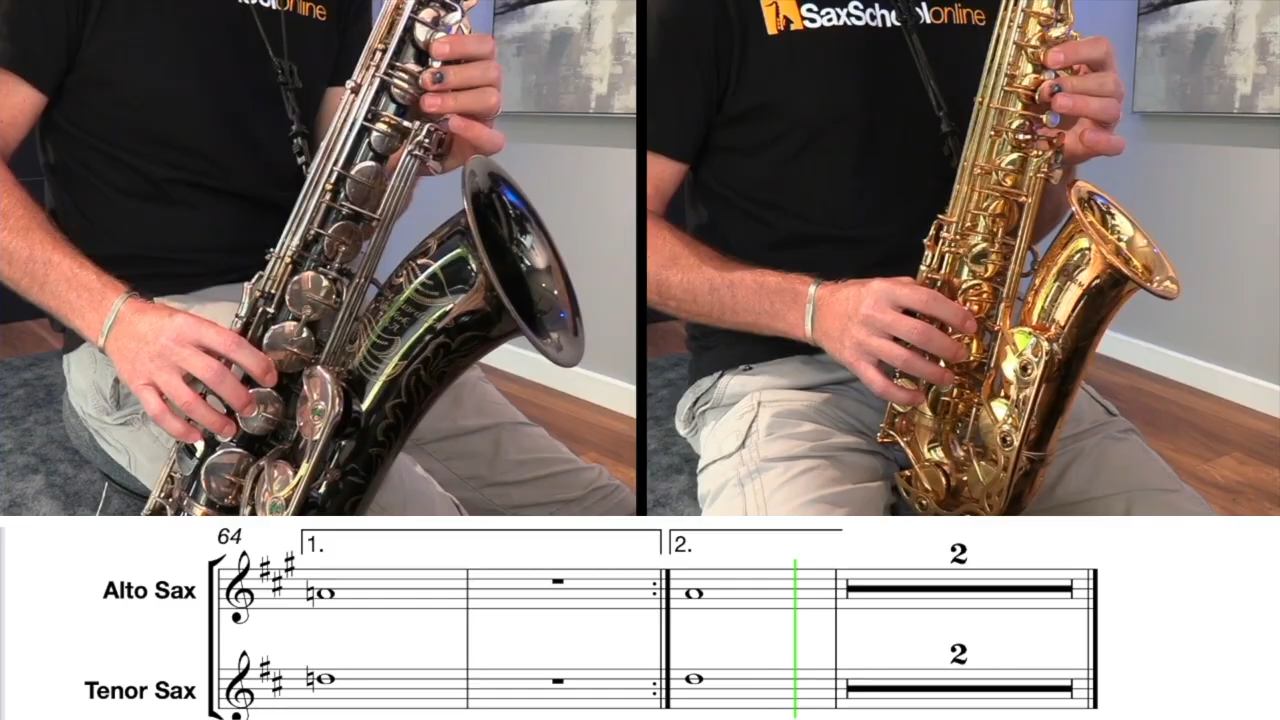 online
SaxSchoolonline
64
1.
2.
Alto Sax
2
Tenor Sax
2